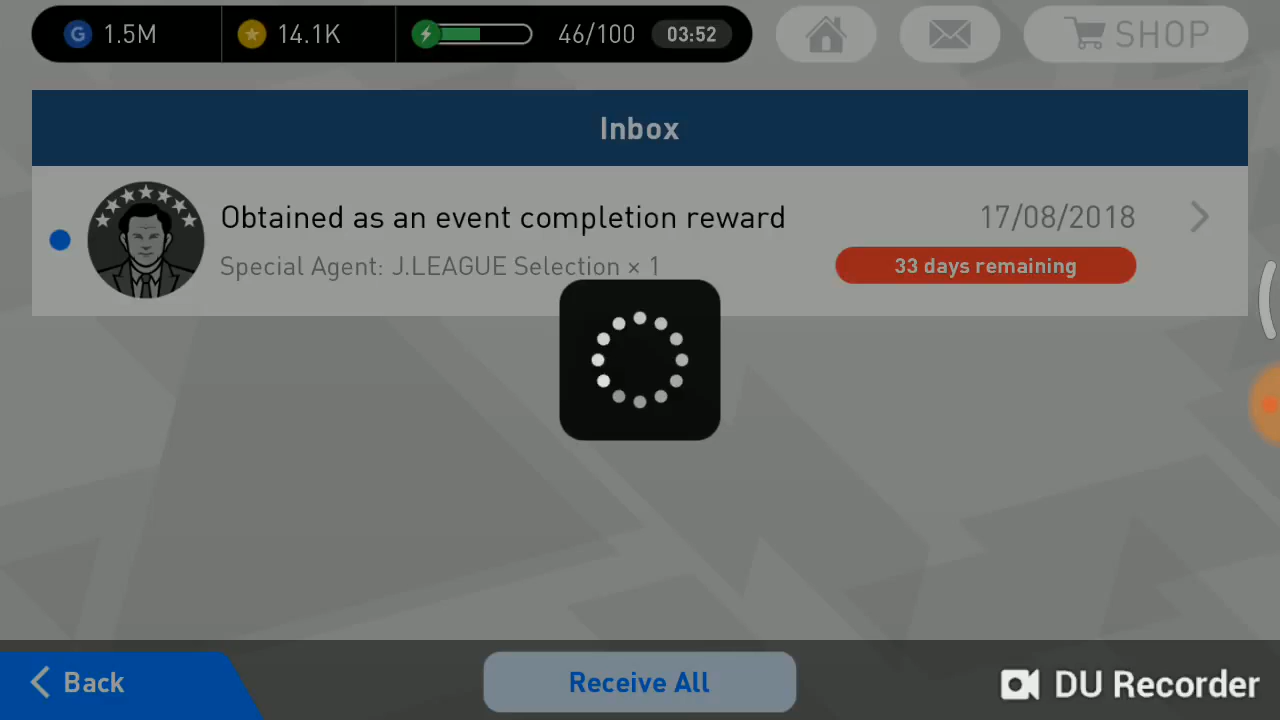 G 1.5M 14.1K 46/100 03:52 SHOP
Inbox
Obtained as an event completion reward 17/08/2018
Special Agent: J.LEAGUE Selection × 1 33 days remaining
Back Receive All DU Recorder